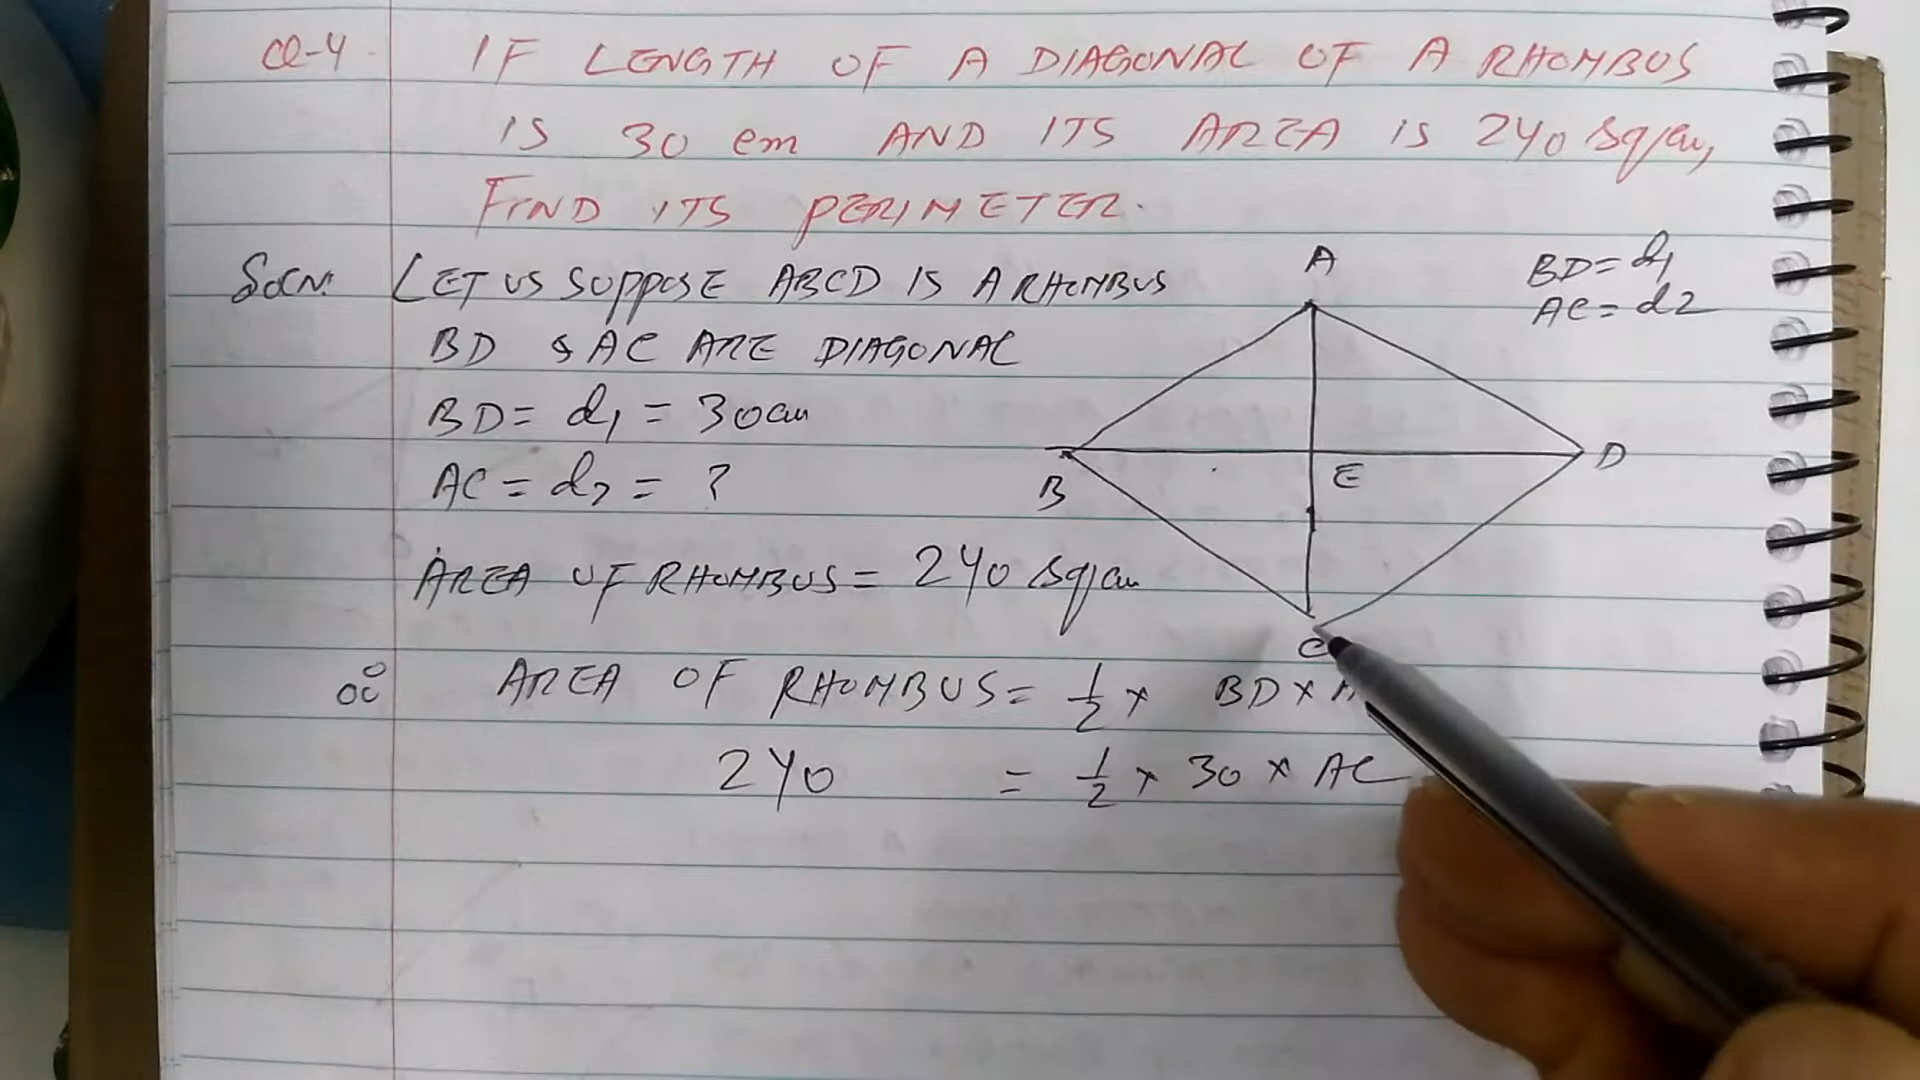 Q-4. IF LENGTH OF A DIAGONAL OF A RHOMBUS
IS 30 cm AND ITS AREA IS 240 sq/cm,
FIND ITS PERIMETER.
Soln. LET US SUPPOSE ABCD IS A RHOMBUS
BD & AC ARE DIAGONAL
BD = d1 = 30cm
AC = d2 = ?
AREA OF RHOMBUS = 240 sq/cm
AREA OF RHOMBUS = 1/2 × BD × A
240 = 1/2 × 30 × AC
A
B
E
D
C
BD = d1
AC = d2